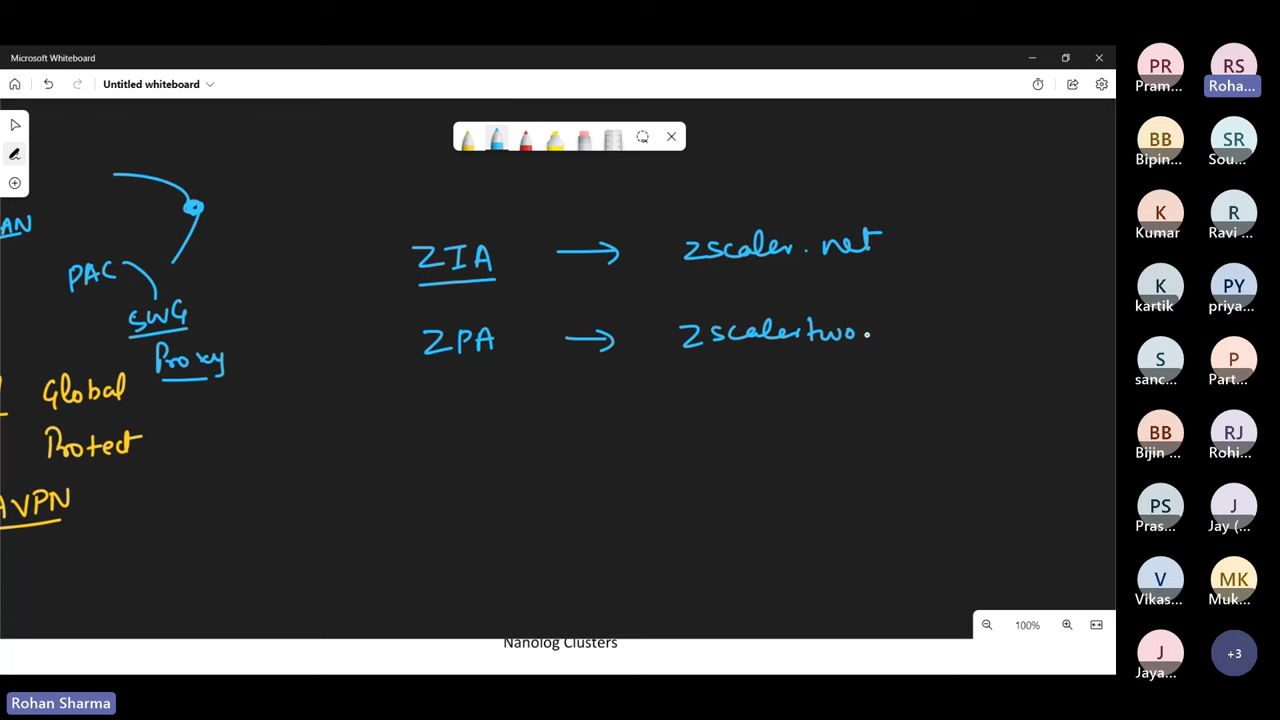 Microsoft Whiteboard
Untitled whiteboard
AN
PAC
SWG
Proxy
Global
Protect
AVPN
ZIA → zscaler.net
ZPA → zscalertwo.
100%
Nanolog Clusters
PR
Pram...
RS
Roha...
BB
Bipin...
SR
Sou...
K
Kumar
R
Ravi ...
K
kartik
PY
priya...
S
sanc...
P
Part...
BB
Bijin ...
RJ
Rohi...
PS
Pras...
J
Jay (...
V
Vikas...
MK
Muk...
J
Jaya...
+3
Rohan Sharma